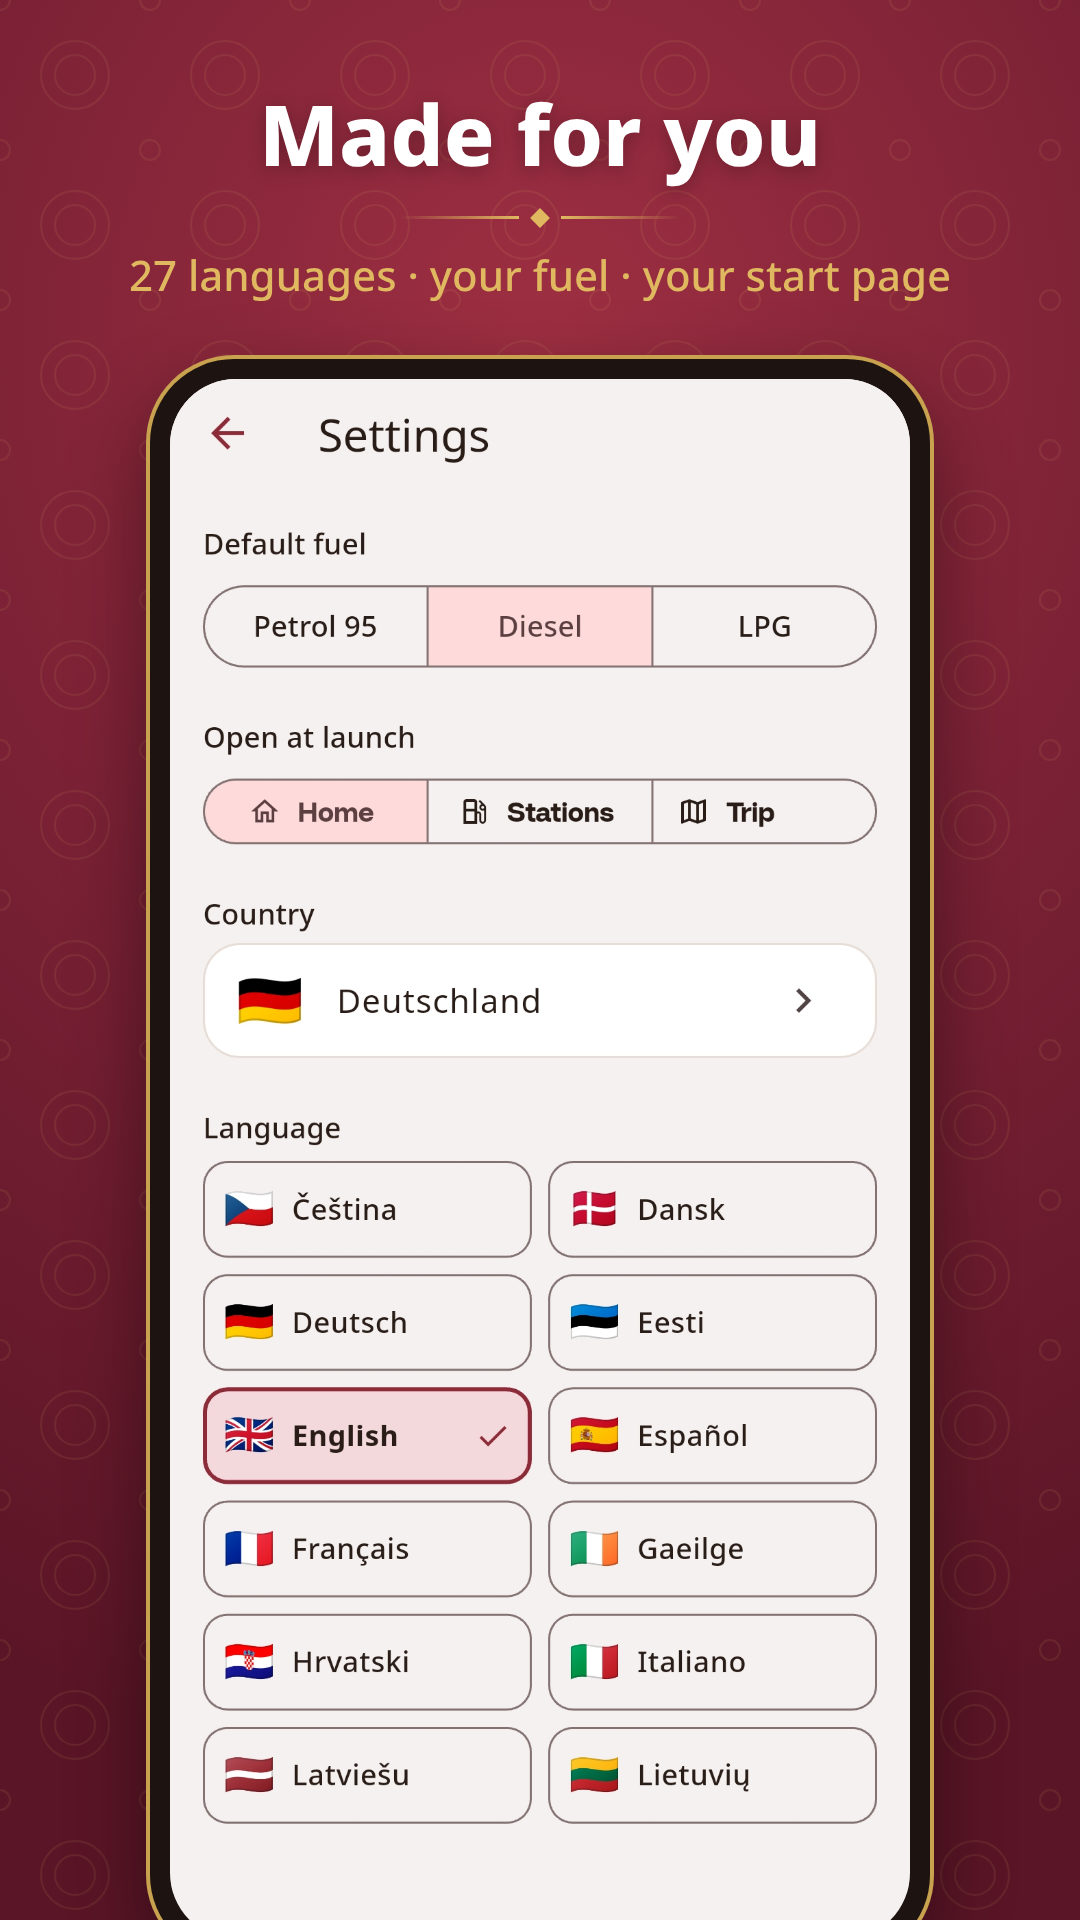 Made for you
27 languages · your fuel · your start page
Settings
Default fuel
Petrol 95 Diesel LPG
Open at launch
Home Stations Trip
Country
Deutschland
Language
Čeština Dansk
Deutsch Eesti
English Español
Français Gaeilge
Hrvatski Italiano
Latviešu Lietuvių